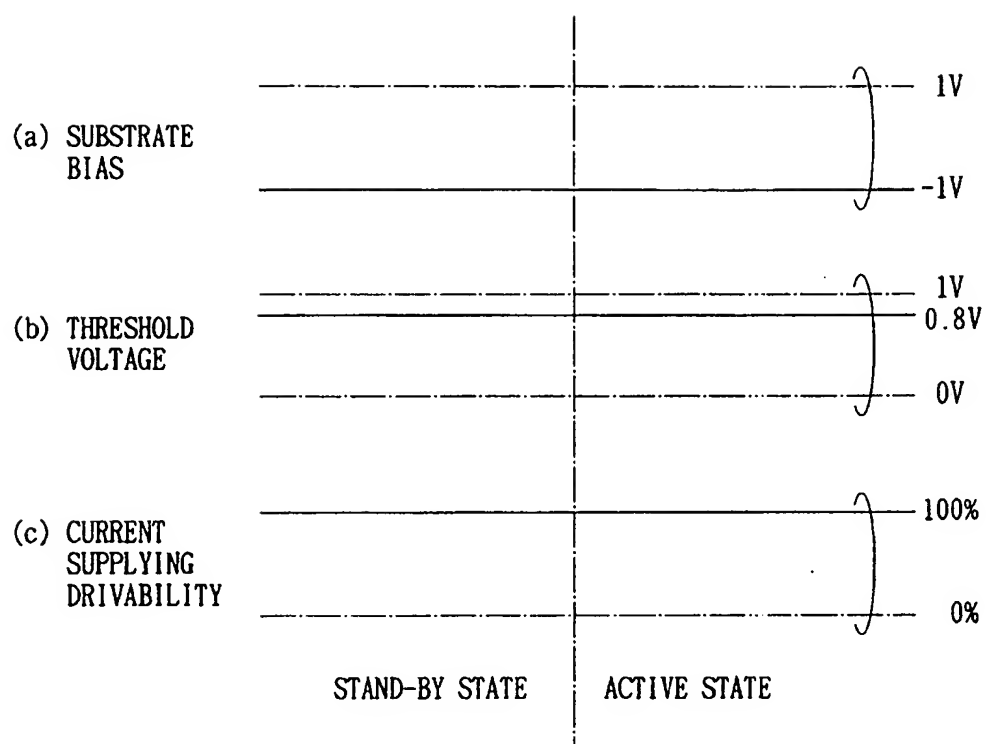 1V
(a) SUBSTRATE
BIAS
-1V
1V
(b) THRESHOLD
VOLTAGE
0.8V
0V
100%
(c) CURRENT
SUPPLYING
DRIVABILITY
0%
STAND-BY STATE
ACTIVE STATE